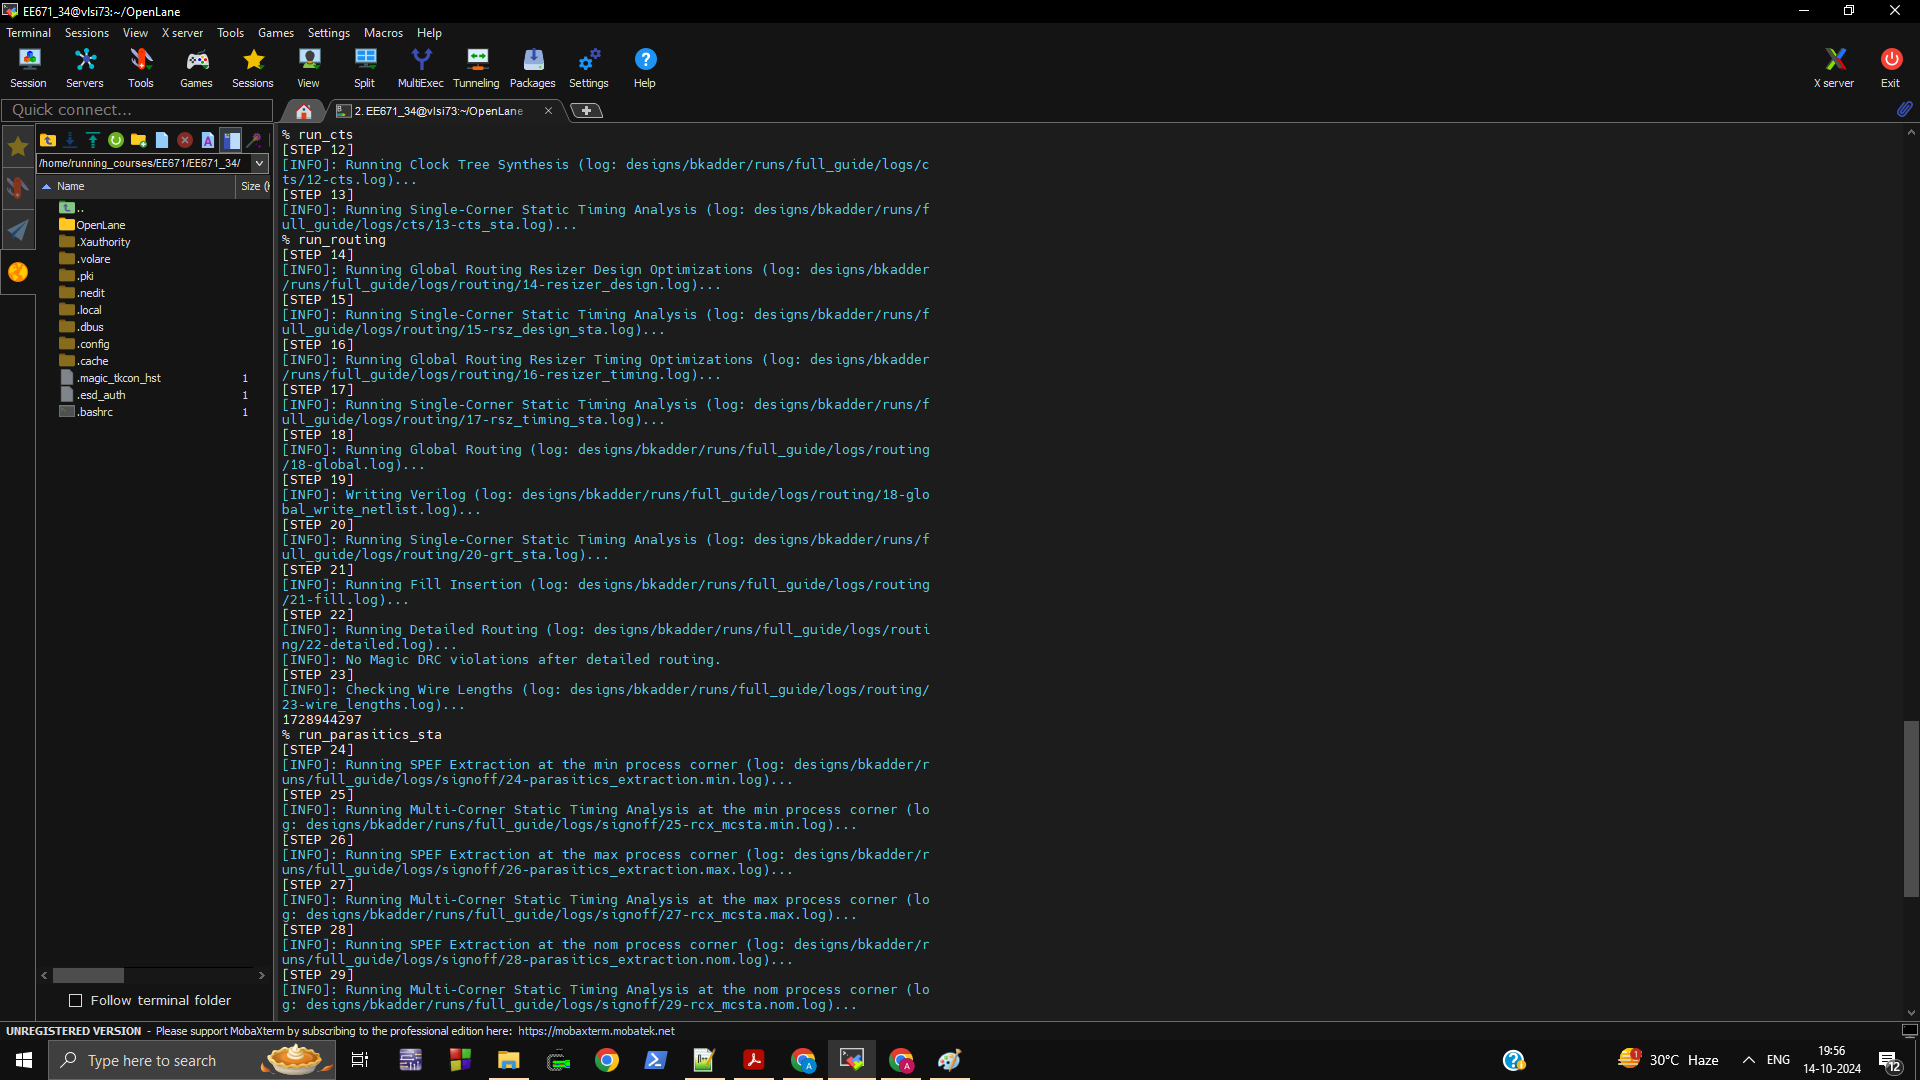 EE671_34@vlsi73:~/OpenLane
Terminal Sessions View X server Tools Games Settings Macros Help
Session Servers Tools Games Sessions View Split MultiExec Tunneling Packages Settings Help X server Exit
Quick connect...
2. EE671_34@vlsi73:~/OpenLane
/home/running_courses/EE671/EE671_34/
Name Size (
..
OpenLane
.Xauthority
.volare
.pki
.nedit
.local
.dbus
.config
.cache
.magic_tkcon_hst 1
.esd_auth 1
.bashrc 1
Follow terminal folder
% run_cts
[STEP 12]
[INFO]: Running Clock Tree Synthesis (log: designs/bkadder/runs/full_guide/logs/c
ts/12-cts.log)...
[STEP 13]
[INFO]: Running Single-Corner Static Timing Analysis (log: designs/bkadder/runs/f
ull_guide/logs/cts/13-cts_sta.log)...
% run_routing
[STEP 14]
[INFO]: Running Global Routing Resizer Design Optimizations (log: designs/bkadder
/runs/full_guide/logs/routing/14-resizer_design.log)...
[STEP 15]
[INFO]: Running Single-Corner Static Timing Analysis (log: designs/bkadder/runs/f
ull_guide/logs/routing/15-rsz_design_sta.log)...
[STEP 16]
[INFO]: Running Global Routing Resizer Timing Optimizations (log: designs/bkadder
/runs/full_guide/logs/routing/16-resizer_timing.log)...
[STEP 17]
[INFO]: Running Single-Corner Static Timing Analysis (log: designs/bkadder/runs/f
ull_guide/logs/routing/17-rsz_timing_sta.log)...
[STEP 18]
[INFO]: Running Global Routing (log: designs/bkadder/runs/full_guide/logs/routing
/18-global.log)...
[STEP 19]
[INFO]: Writing Verilog (log: designs/bkadder/runs/full_guide/logs/routing/18-glo
bal_write_netlist.log)...
[STEP 20]
[INFO]: Running Single-Corner Static Timing Analysis (log: designs/bkadder/runs/f
ull_guide/logs/routing/20-grt_sta.log)...
[STEP 21]
[INFO]: Running Fill Insertion (log: designs/bkadder/runs/full_guide/logs/routing
/21-fill.log)...
[STEP 22]
[INFO]: Running Detailed Routing (log: designs/bkadder/runs/full_guide/logs/routi
ng/22-detailed.log)...
[INFO]: No Magic DRC violations after detailed routing.
[STEP 23]
[INFO]: Checking Wire Lengths (log: designs/bkadder/runs/full_guide/logs/routing/
23-wire_lengths.log)...
1728944297
% run_parasitics_sta
[STEP 24]
[INFO]: Running SPEF Extraction at the min process corner (log: designs/bkadder/r
uns/full_guide/logs/signoff/24-parasitics_extraction.min.log)...
[STEP 25]
[INFO]: Running Multi-Corner Static Timing Analysis at the min process corner (lo
g: designs/bkadder/runs/full_guide/logs/signoff/25-rcx_mcsta.min.log)...
[STEP 26]
[INFO]: Running SPEF Extraction at the max process corner (log: designs/bkadder/r
uns/full_guide/logs/signoff/26-parasitics_extraction.max.log)...
[STEP 27]
[INFO]: Running Multi-Corner Static Timing Analysis at the max process corner (lo
g: designs/bkadder/runs/full_guide/logs/signoff/27-rcx_mcsta.max.log)...
[STEP 28]
[INFO]: Running SPEF Extraction at the nom process corner (log: designs/bkadder/r
uns/full_guide/logs/signoff/28-parasitics_extraction.nom.log)...
[STEP 29]
[INFO]: Running Multi-Corner Static Timing Analysis at the nom process corner (lo
g: designs/bkadder/runs/full_guide/logs/signoff/29-rcx_mcsta.nom.log)...
UNREGISTERED VERSION - Please support MobaXterm by subscribing to the professional edition here: https://mobaxterm.mobatek.net
Type here to search
30°C Haze
ENG
19:56
14-10-2024
12